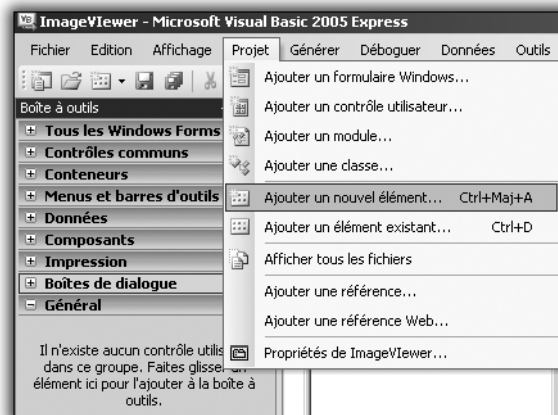 ImageVIewer - Microsoft Visual Basic 2005 Express
Fichier Edition Affichage Projet Générer Déboguer Données Outils
Boîte à outils
Tous les Windows Forms
Contrôles communs
Conteneurs
Menus et barres d'outils
Données
Composants
Impression
Boîtes de dialogue
Général
Il n'existe aucun contrôle
dans ce groupe. Faites
élément ici pour l'ajouter à la boîte à
outils.
Ajouter un formulaire Windows...
Ajouter un contrôle utilisateur...
Ajouter un module...
Ajouter une classe...
Ajouter un nouvel élément... Ctrl+Maj+A
Ajouter un élément existant... Ctrl+D
Afficher tous les fichiers
Ajouter une référence...
Ajouter une référence Web...
Propriétés de ImageVIewer...